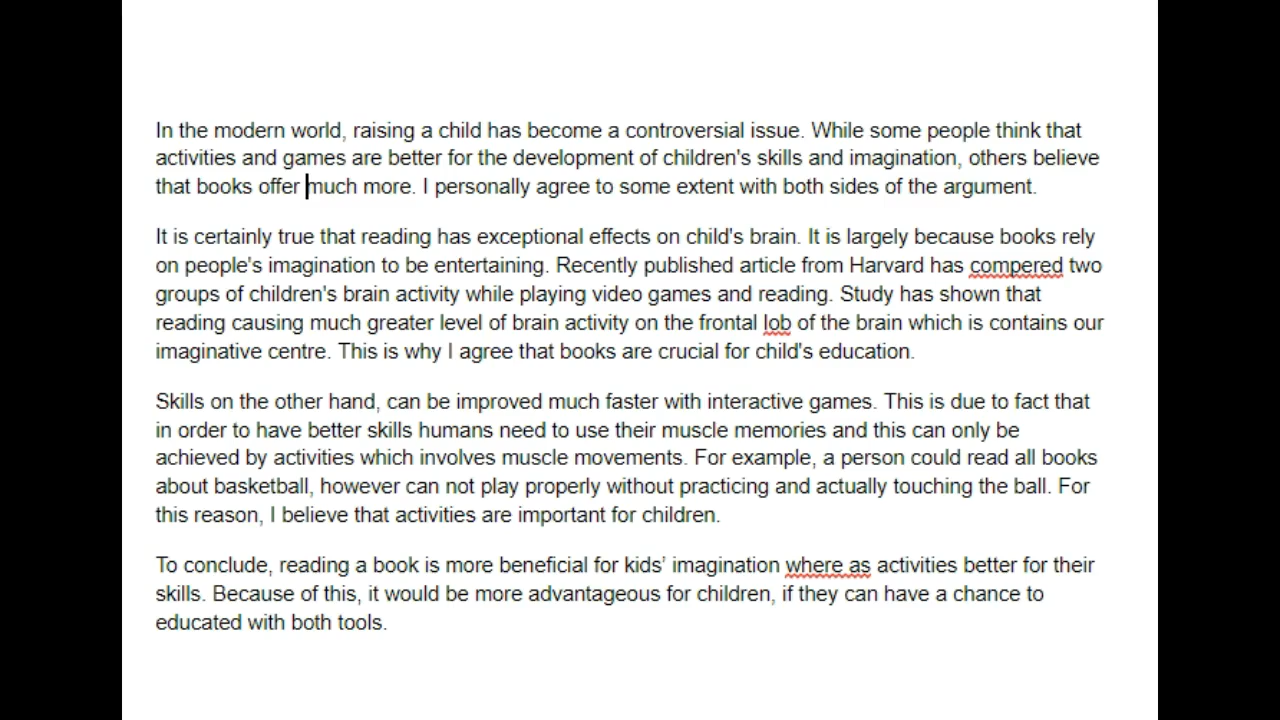 In the modern world, raising a child has become a controversial issue. While some people think that
activities and games are better for the development of children's skills and imagination, others believe
that books offer much more. I personally agree to some extent with both sides of the argument.
It is certainly true that reading has exceptional effects on child's brain. It is largely because books rely
on people's imagination to be entertaining. Recently published article from Harvard has compered two
groups of children's brain activity while playing video games and reading. Study has shown that
reading causing much greater level of brain activity on the frontal lob of the brain which is contains our
imaginative centre. This is why I agree that books are crucial for child's education.
Skills on the other hand, can be improved much faster with interactive games. This is due to fact that
in order to have better skills humans need to use their muscle memories and this can only be
achieved by activities which involves muscle movements. For example, a person could read all books
about basketball, however can not play properly without practicing and actually touching the ball. For
this reason, I believe that activities are important for children.
To conclude, reading a book is more beneficial for kids’ imagination where as activities better for their
skills. Because of this, it would be more advantageous for children, if they can have a chance to
educated with both tools.